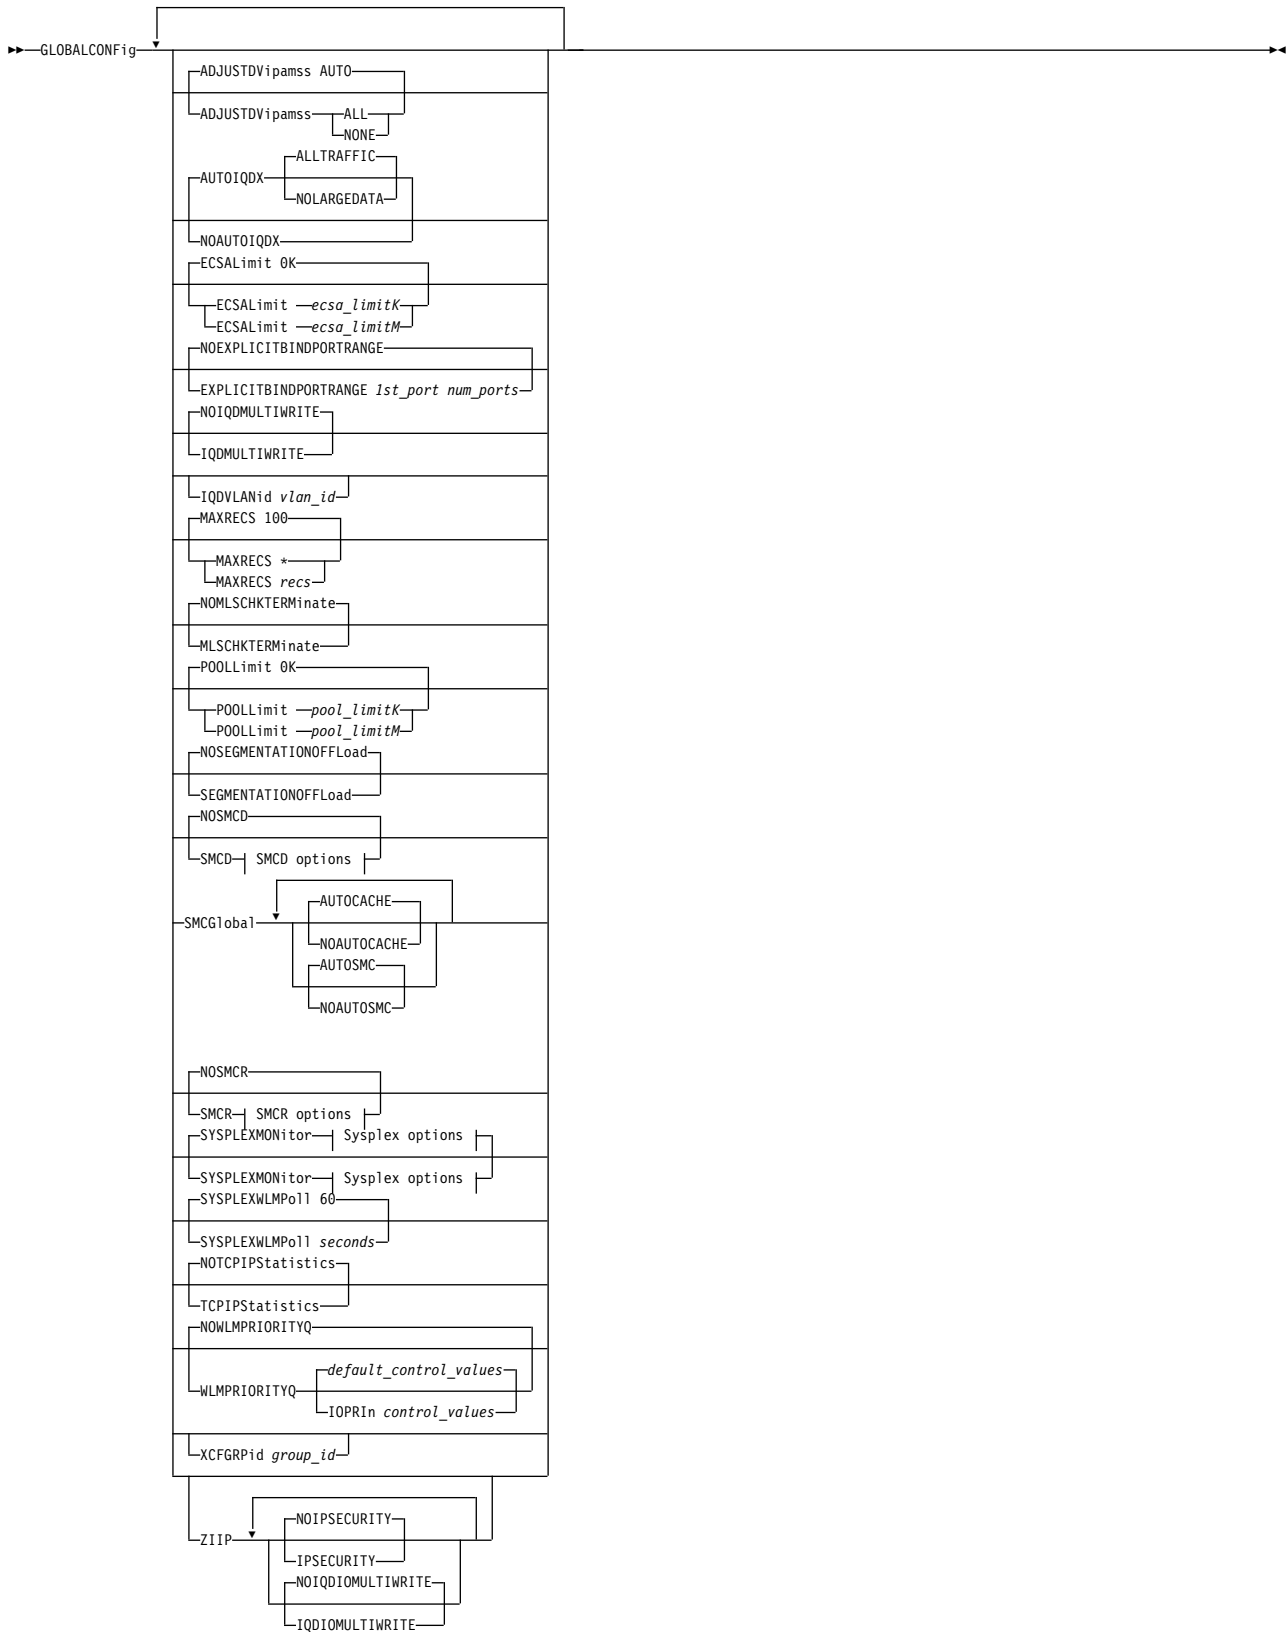 GLOBALCONFig
ADJUSTDVipamss AUTO
ADJUSTDVipamss ALL
NONE
ALLTRAFFIC
AUTOIQDX
NOLARGEDATA
NOAUTOIQDX
ECSALimit 0K
ECSALimit ecsa_limitK
ECSALimit ecsa_limitM
NOEXPLICITBINDPORTRANGE
EXPLICITBINDPORTRANGE 1st_port num_ports
NOIQDMULTIWRITE
IQDMULTIWRITE
IQDVLANid vlan_id
MAXRECS 100
MAXRECS *
MAXRECS recs
NOMLSCHKTERMinate
MLSCHKTERMinate
POOLLimit 0K
POOLLimit pool_limitK
POOLLimit pool_limitM
NOSEGMENTATIONOFFLoad
SEGMENTATIONOFFLoad
NOSMCD
SMCD SMCD options
AUTOCACHE
SMCGlobal
NOAUTOCACHE
AUTOSMC
NOAUTOSMC
NOSMCR
SMCR SMCR options
SYSPLEXMONitor Sysplex options
SYSPLEXMONitor Sysplex options
SYSPLEXWLMPoll 60
SYSPLEXWLMPoll seconds
NOTCPIPStatistics
TCPIPStatistics
NOWLMPRIORITYQ
default_control_values
WLMPRIORITYQ
IOPRIn control_values
XCFGRPid group_id
NOIPSECURITY
ZIIP
IPSECURITY
NOIQDIOMULTIWRITE
IQDIOMULTIWRITE